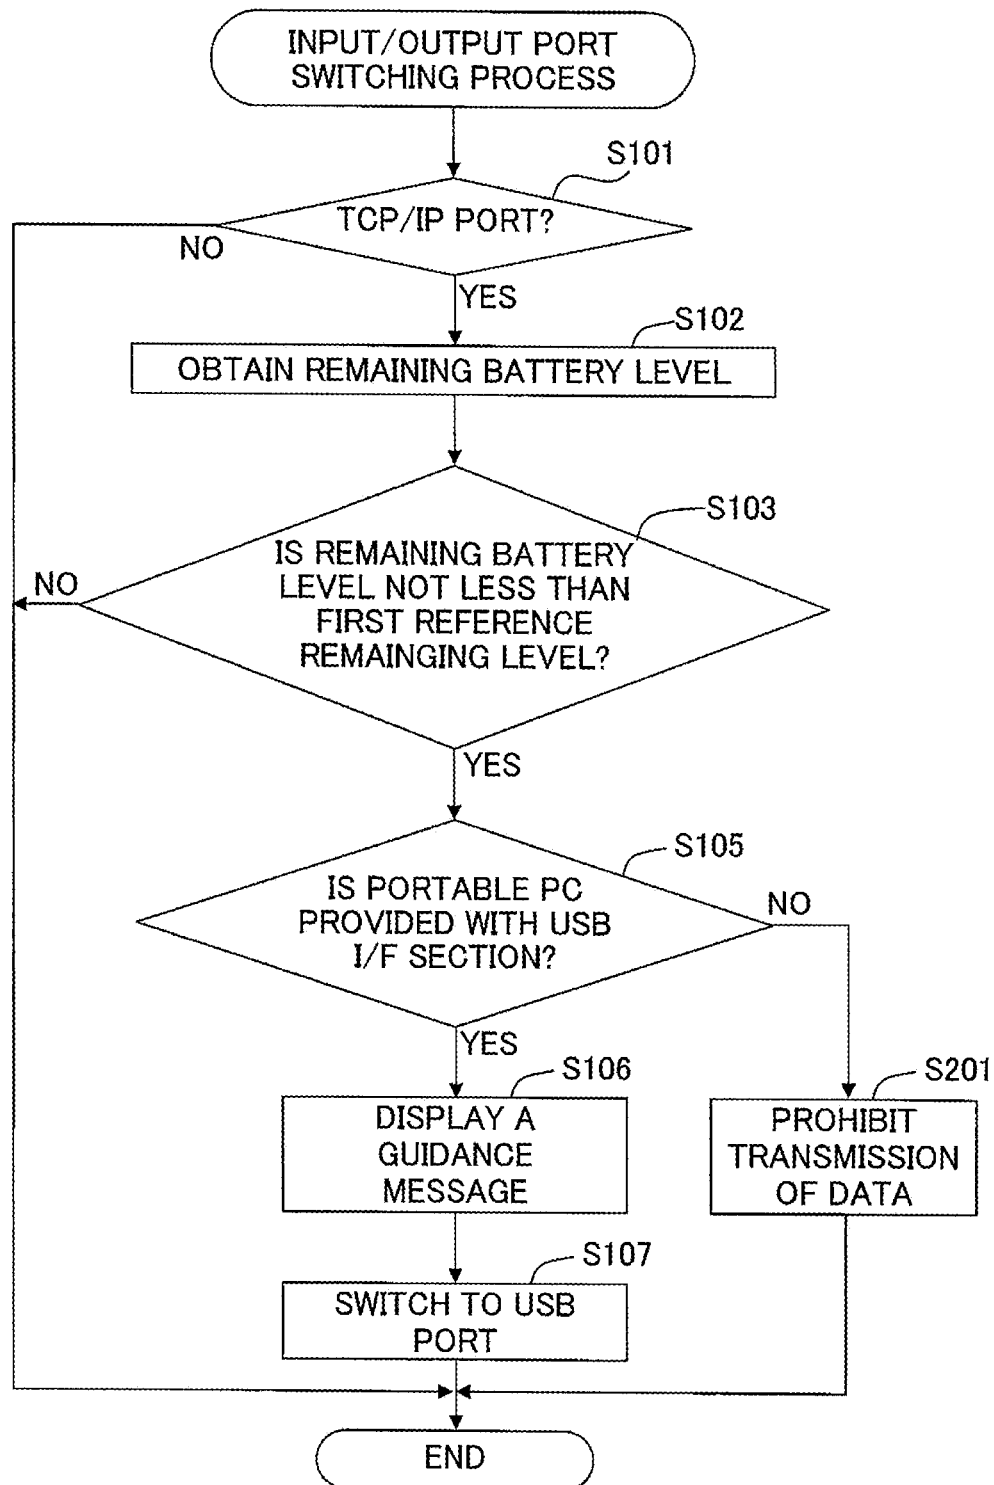 INPUT/OUTPUT PORT
SWITCHING PROCESS
S101
TCP/IP PORT?
NO
YES
S102
OBTAIN REMAINING BATTERY LEVEL
S103
IS REMAINING BATTERY
LEVEL NOT LESS THAN
FIRST REFERENCE
REMAINGING LEVEL?
NO
YES
S105
IS PORTABLE PC
PROVIDED WITH USB
I/F SECTION?
NO
YES
S106
DISPLAY A
GUIDANCE
MESSAGE
S201
PROHIBIT
TRANSMISSION
OF DATA
S107
SWITCH TO USB
PORT
END